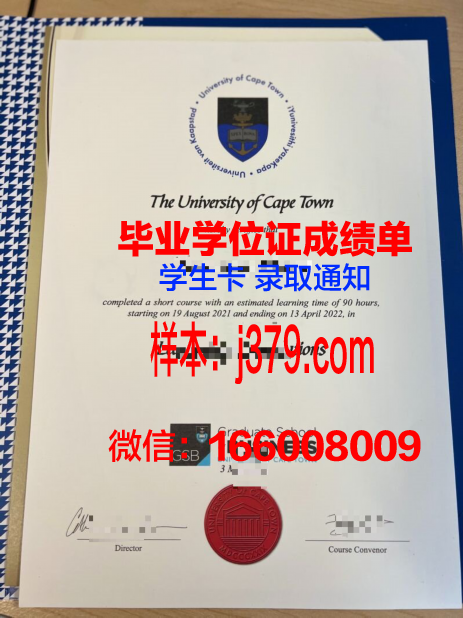 University of Cape Town • iYunivesithi yaseKapa • Universiteit van Kaapstad
The University of Cape Town
毕业学位证成绩单
学生卡 录取通知
completed a short course with an estimated learning time of 90 hours,
starting on 19 August 2021 and ending on 13 April 2022, in
样本:j379.com
Graduate School
GSB
微信:166008009
Director
Course Convenor